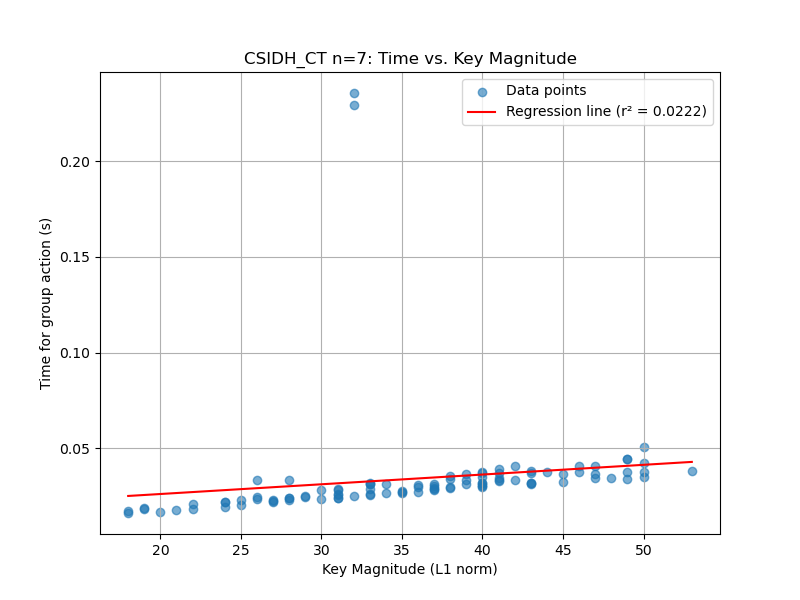 CSIDH_CT n=7: Time vs. Key Magnitude
Data points
Regression line (r² = 0.0222)
Time for group action (s)
0.20
0.15
0.10
0.05
20 25 30 35 40 45 50
Key Magnitude (L1 norm)